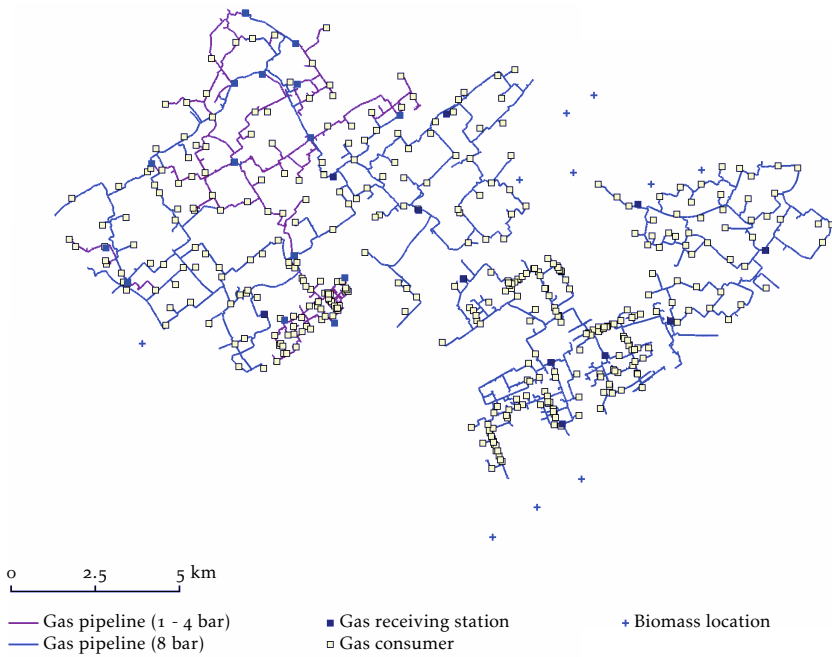 0 2.5 5 km
Gas pipeline (1 - 4 bar) Gas receiving station Biomass location
Gas pipeline (8 bar) Gas consumer